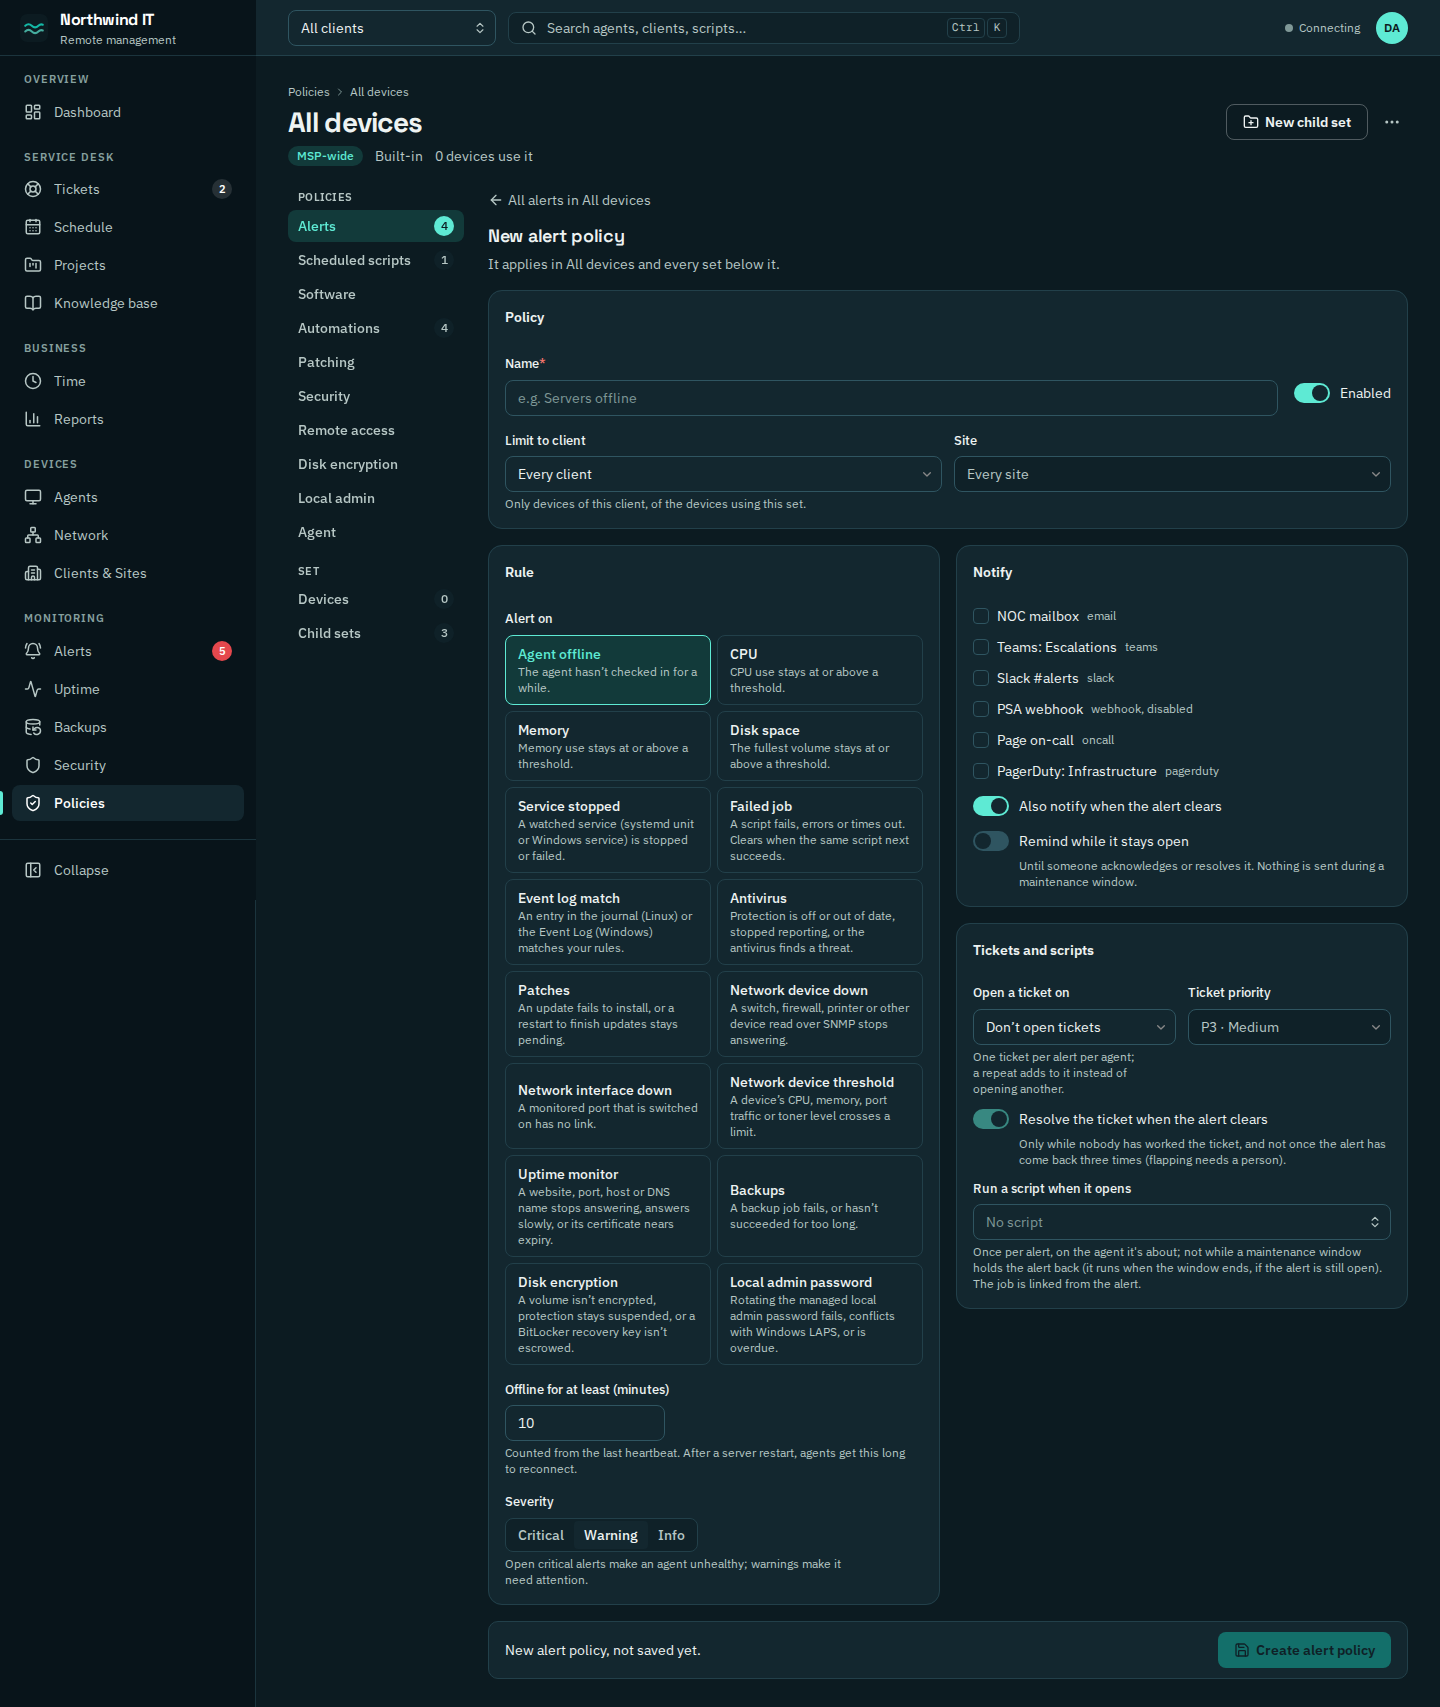 Northwind IT
Remote management
All clients
Search agents, clients, scripts...
Ctrl K
Connecting
DA
OVERVIEW
Dashboard
SERVICE DESK
Tickets 2
Schedule
Projects
Knowledge base
BUSINESS
Time
Reports
DEVICES
Agents
Network
Clients & Sites
MONITORING
Alerts 5
Uptime
Backups
Security
Policies
Collapse
Policies > All devices
All devices
MSP-wide Built-in 0 devices use it
New child set
POLICIES
Alerts 4
Scheduled scripts 1
Software
Automations 4
Patching
Security
Remote access
Disk encryption
Local admin
Agent
SET
Devices 0
Child sets 3
← All alerts in All devices
New alert policy
It applies in All devices and every set below it.
Policy
Name*
e.g. Servers offline
Enabled
Limit to client
Every client
Only devices of this client, of the devices using this set.
Site
Every site
Rule
Alert on
Agent offline
The agent hasn't checked in for a
while.
CPU
CPU use stays at or above a
threshold.
Memory
Memory use stays at or above a
threshold.
Disk space
The fullest volume stays at or
above a threshold.
Service stopped
A watched service (systemd unit
or Windows service) is stopped
or failed.
Failed job
A script fails, errors or times out.
Clears when the same script next
succeeds.
Event log match
An entry in the journal (Linux) or
the Event Log (Windows)
matches your rules.
Antivirus
Protection is off or out of date,
stopped reporting, or the
antivirus finds a threat.
Patches
An update fails to install, or a
restart to finish updates stays
pending.
Network device down
A switch, firewall, printer or other
device read over SNMP stops
answering.
Network interface down
A monitored port that is switched
on has no link.
Network device threshold
A device's CPU, memory, port
traffic or toner level crosses a
limit.
Uptime monitor
A website, port, host or DNS
name stops answering, answers
slowly, or its certificate nears
expiry.
Backups
A backup job fails, or hasn't
succeeded for too long.
Disk encryption
A volume isn't encrypted,
protection stays suspended, or a
BitLocker recovery key isn't
escrowed.
Local admin password
Rotating the managed local
admin password fails, conflicts
with Windows LAPS, or is
overdue.
Offline for at least (minutes)
10
Counted from the last heartbeat. After a server restart, agents get this long
to reconnect.
Severity
Critical Warning Info
Open critical alerts make an agent unhealthy; warnings make it
need attention.
Notify
NOC mailbox email
Teams: Escalations teams
Slack #alerts slack
PSA webhook webhook, disabled
Page on-call oncall
PagerDuty: Infrastructure pagerduty
Also notify when the alert clears
Remind while it stays open
Until someone acknowledges or resolves it. Nothing is sent during a
maintenance window.
Tickets and scripts
Open a ticket on
Don't open tickets
One ticket per alert per agent;
a repeat adds to it instead of
opening another.
Ticket priority
P3 · Medium
Resolve the ticket when the alert clears
Only while nobody has worked the ticket, and not once the alert has
come back three times (flapping needs a person).
Run a script when it opens
No script
Once per alert, on the agent it's about; not while a maintenance window
holds the alert back (it runs when the window ends, if the alert is still open).
The job is linked from the alert.
New alert policy, not saved yet.
Create alert policy